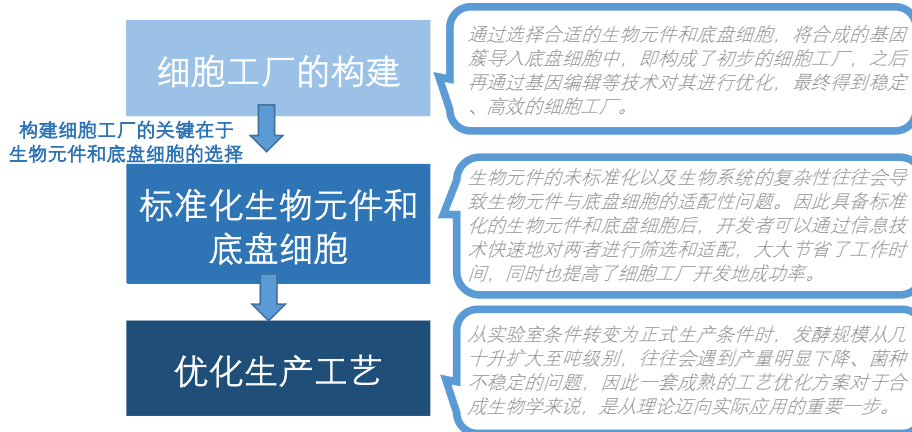 细胞工厂的构建
通过选择合适的生物元件和底盘细胞，将合成的基因
簇导入底盘细胞中，即构成了初步的细胞工厂，之后
再通过基因编辑等技术对其进行优化，最终得到稳定
、高效的细胞工厂。
构建细胞工厂的关键在于
生物元件和底盘细胞的选择
标准化生物元件和
底盘细胞
生物元件的未标准化以及生物系统的复杂性往往会导
致生物元件与底盘细胞的适配性问题。因此具备标准
化的生物元件和底盘细胞后，开发者可以通过信息技
术快速地对两者进行筛选和适配，大大节省了工作时
间，同时也提高了细胞工厂开发地成功率。
优化生产工艺
从实验室条件转变为正式生产条件时，发酵规模从几
十升扩大至吨级别，往往会遇到产量明显下降、菌种
不稳定的问题，因此一套成熟的工艺优化方案对于合
成生物学来说，是从理论迈向实际应用的重要一步。